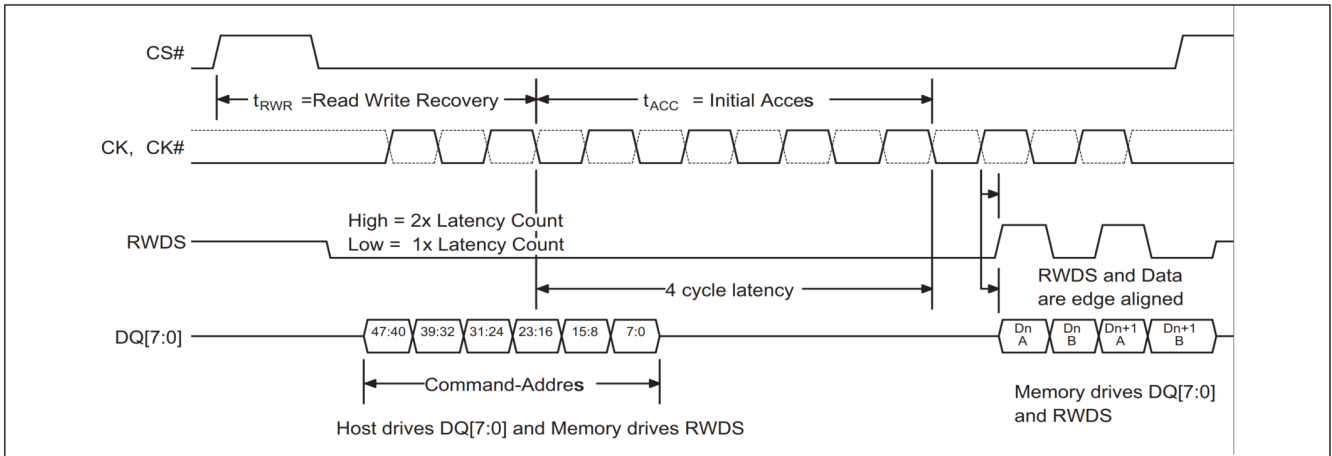 CS#
tRWR =Read Write Recovery
tACC = Initial Acces
CK, CK#
High = 2x Latency Count
Low = 1x Latency Count
RWDS
4 cycle latency
RWDS and Data
are edge aligned
DQ[7:0]
47:40 39:32 31:24 23:16 15:8 7:0
Dn A
Dn B
Dn+1 A
Dn+1 B
Command-Addres
Host drives DQ[7:0] and Memory drives RWDS
Memory drives DQ[7:0]
and RWDS